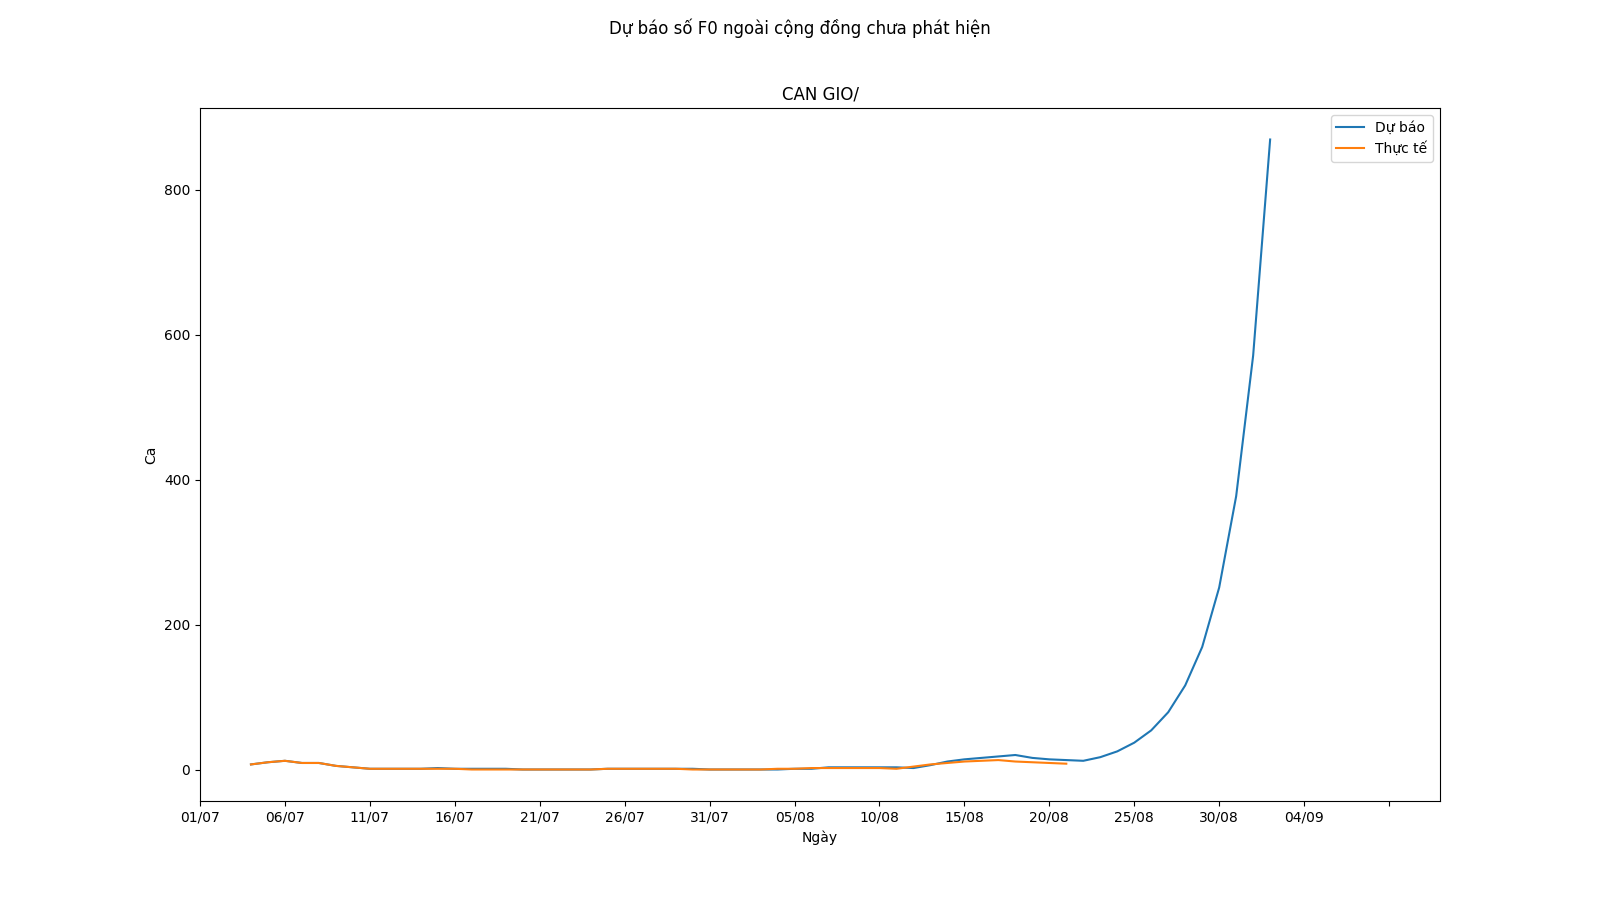 Dự báo số F0 ngoài cộng đồng chưa phát hiện
CAN GIO/
Dự báo
Thực tế
800
600
400
200
0
Ca
01/07 06/07 11/07 16/07 21/07 26/07 31/07 05/08 10/08 15/08 20/08 25/08 30/08 04/09
Ngày